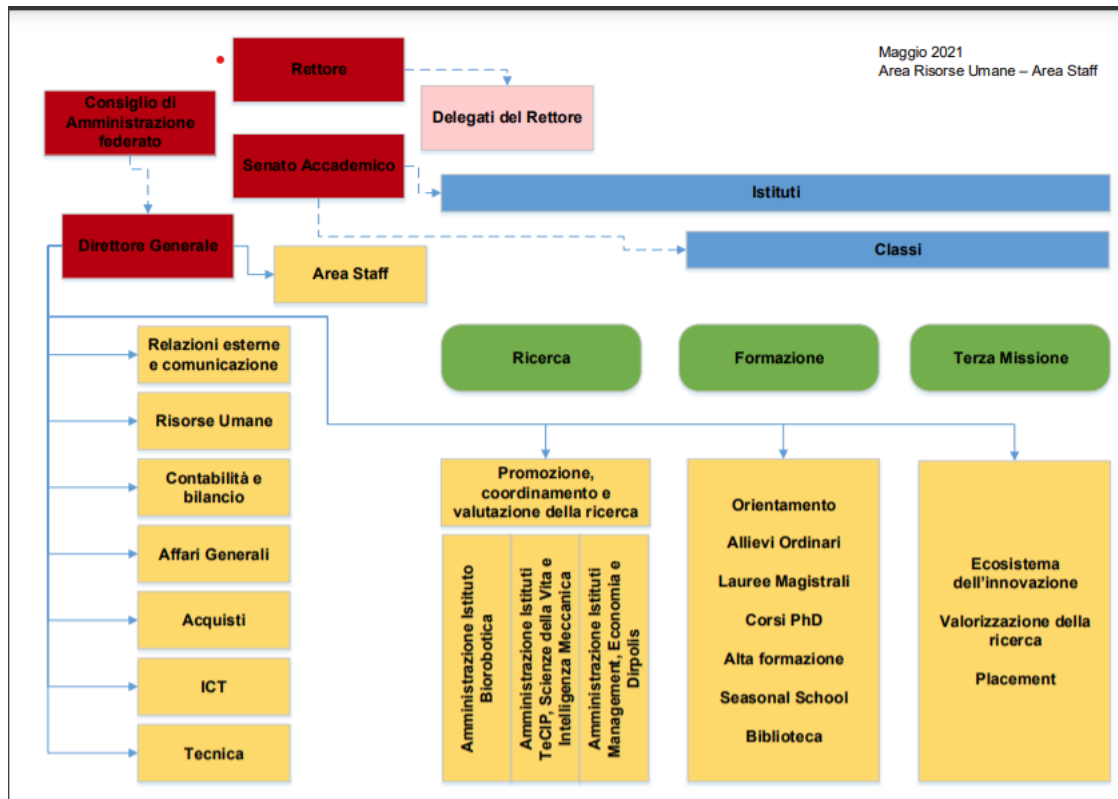 Maggio 2021
Area Risorse Umane – Area Staff
Rettore
Consiglio di
Amministrazione
federato
Delegati del Rettore
Senato Accademico
Istituti
Direttore Generale
Classi
Area Staff
Relazioni esterne
e comunicazione
Risorse Umane
Contabilità e
bilancio
Affari Generali
Acquisti
ICT
Tecnica
Ricerca
Formazione
Terza Missione
Promozione,
coordinamento e
valutazione della ricerca
Amministrazione Istituto
Biorobotica
Amministrazione Istituti
TeCIP, Scienze della Vita e
Intelligenza Meccanica
Amministrazione Istituti
Management, Economia e
Dirpolis
Orientamento
Allievi Ordinari
Lauree Magistrali
Corsi PhD
Alta formazione
Seasonal School
Biblioteca
Ecosistema
dell'innovazione
Valorizzazione della
ricerca
Placement